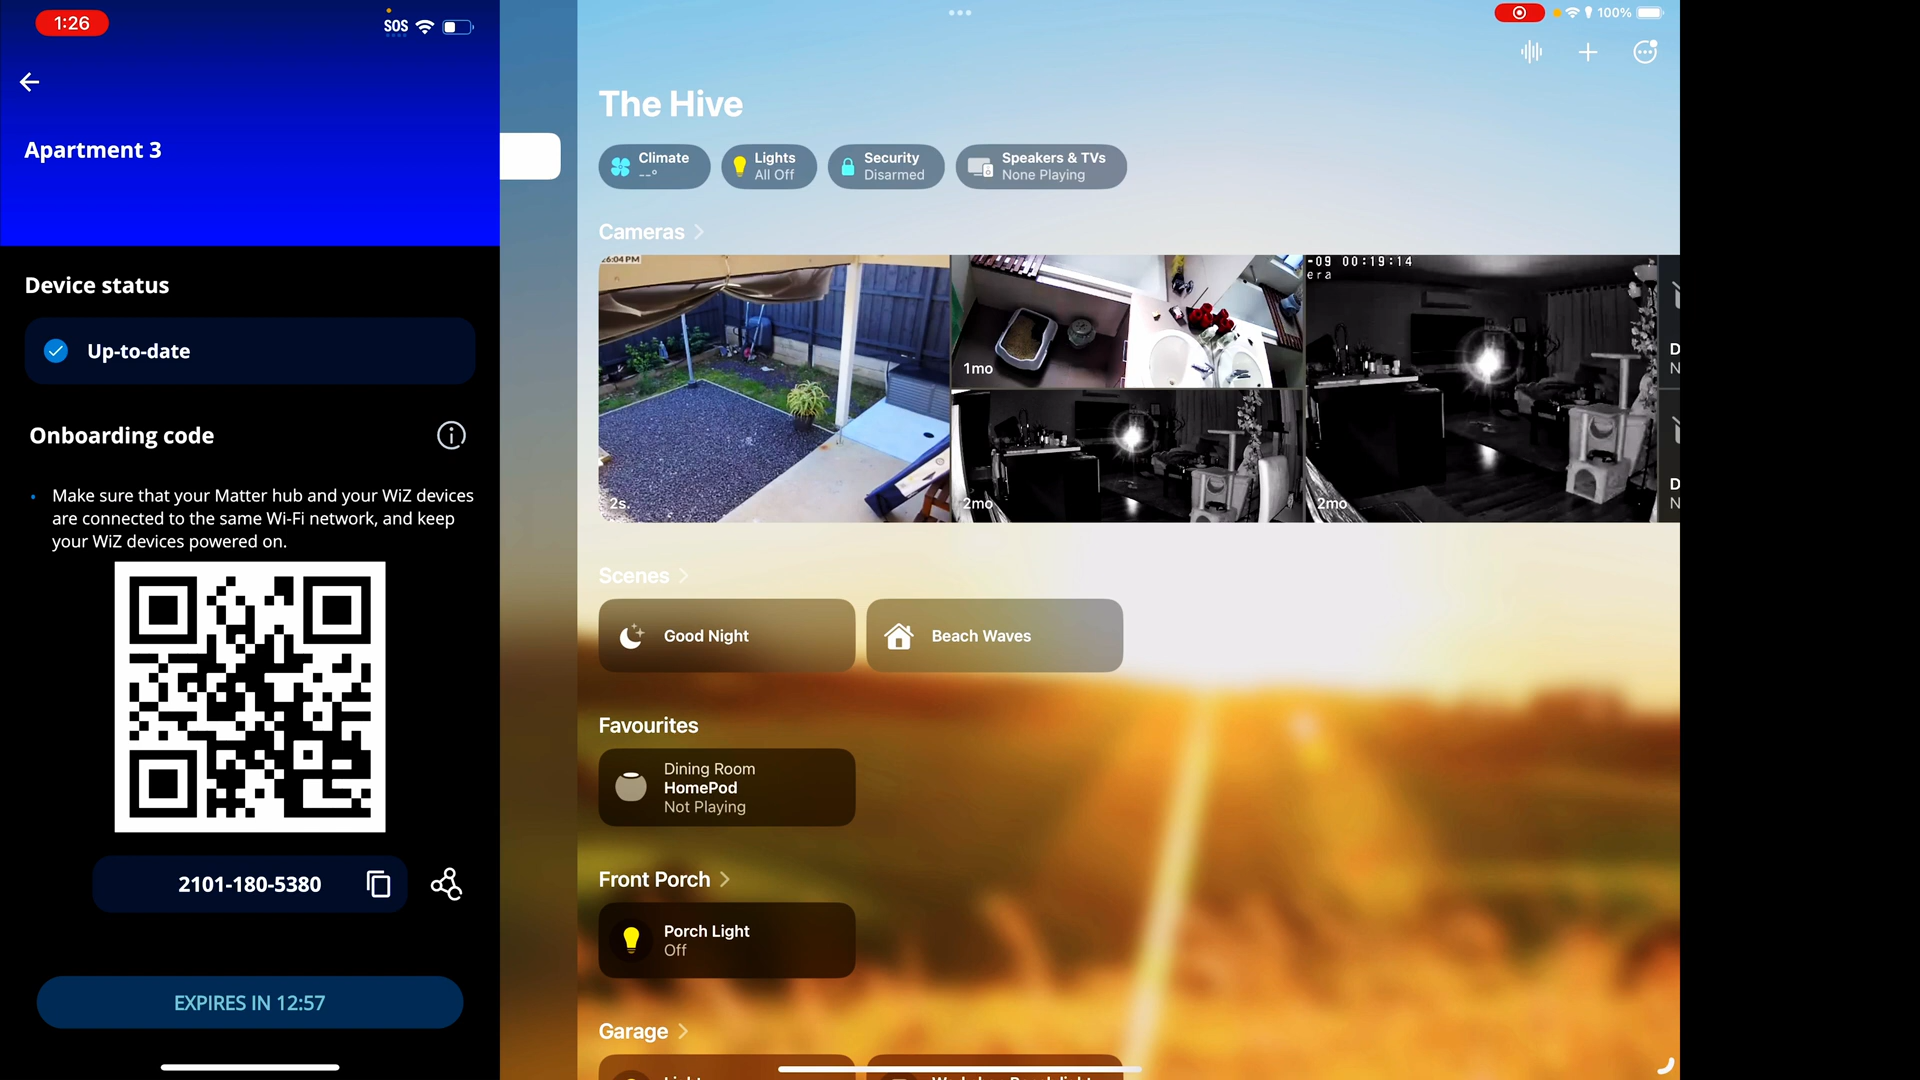 1:26
SOS
Apartment 3
Device status
Up-to-date
Onboarding code
Make sure that your Matter hub and your WiZ devices
are connected to the same Wi-Fi network, and keep
your WiZ devices powered on.
2101-180-5380
EXPIRES IN 12:57
100%
The Hive
Climate
--°
Lights
All Off
Security
Disarmed
Speakers & TVs
None Playing
Cameras
26:04 PM
2s.
1mo
2mo
-09 00:19:14
era
2mo
D
N
D
N
Scenes
Good Night
Beach Waves
Favourites
Dining Room
HomePod
Not Playing
Front Porch
Porch Light
Off
Garage